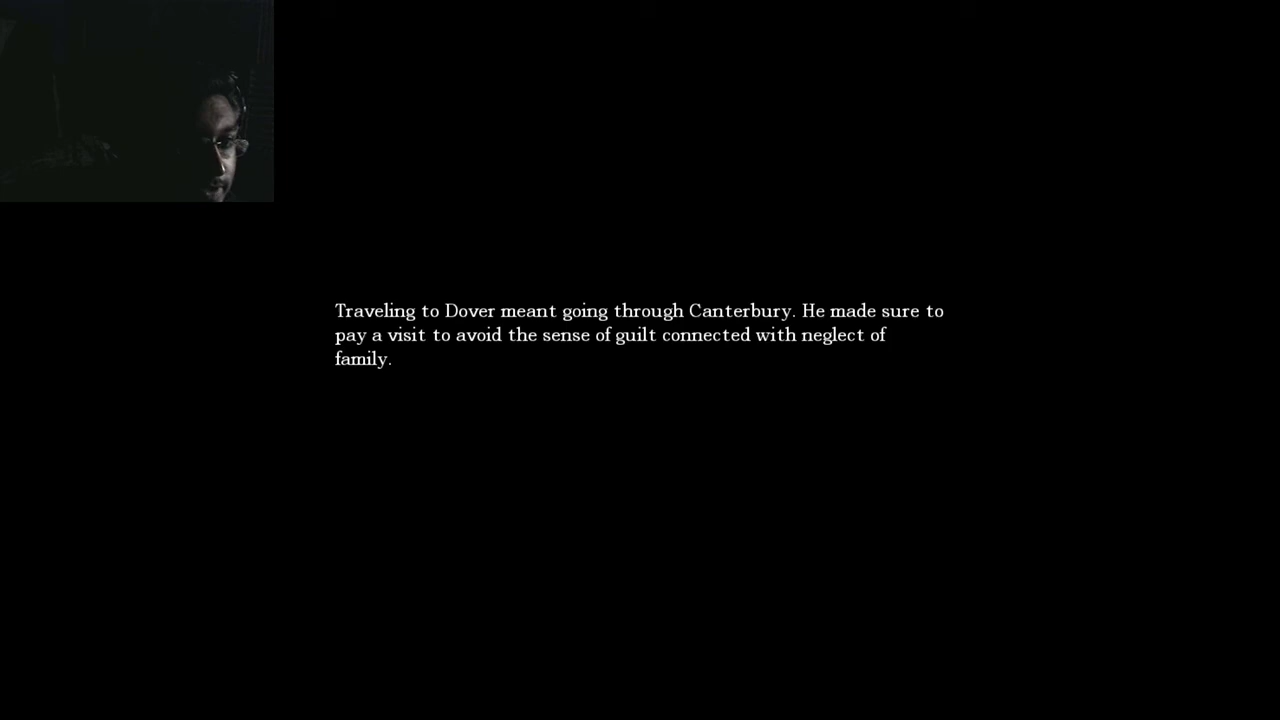 Traveling to Dover meant going through Canterbury. He made sure to
pay a visit to avoid the sense of guilt connected with neglect of
family.